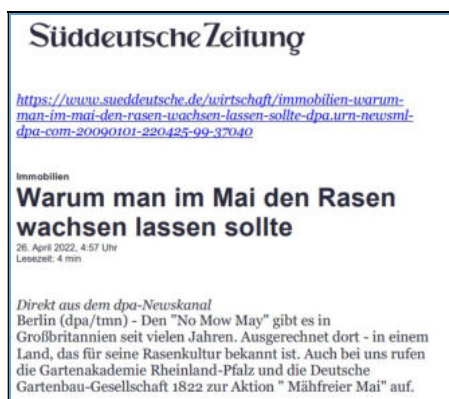 Süddeutsche Zeitung
https://www.sueddeutsche.de/wirtschaft/immobilien-warum-
man-im-mai-den-rasen-wachsen-lassen-sollte-dpa.urn-newsml-
dpa-com-20090101-220425-99-37040
Immobilien
Warum man im Mai den Rasen
wachsen lassen sollte
26. April 2022, 4:57 Uhr
Lesezeit: 4 min
Direkt aus dem dpa-Newskanal
Berlin (dpa/tmn) - Den "No Mow May" gibt es in
Großbritannien seit vielen Jahren. Ausgerechnet dort - in einem
Land, das für seine Rasenkultur bekannt ist. Auch bei uns rufen
die Gartenakademie Rheinland-Pfalz und die Deutsche
Gartenbau-Gesellschaft 1822 zur Aktion " Mähfreier Mai" auf.